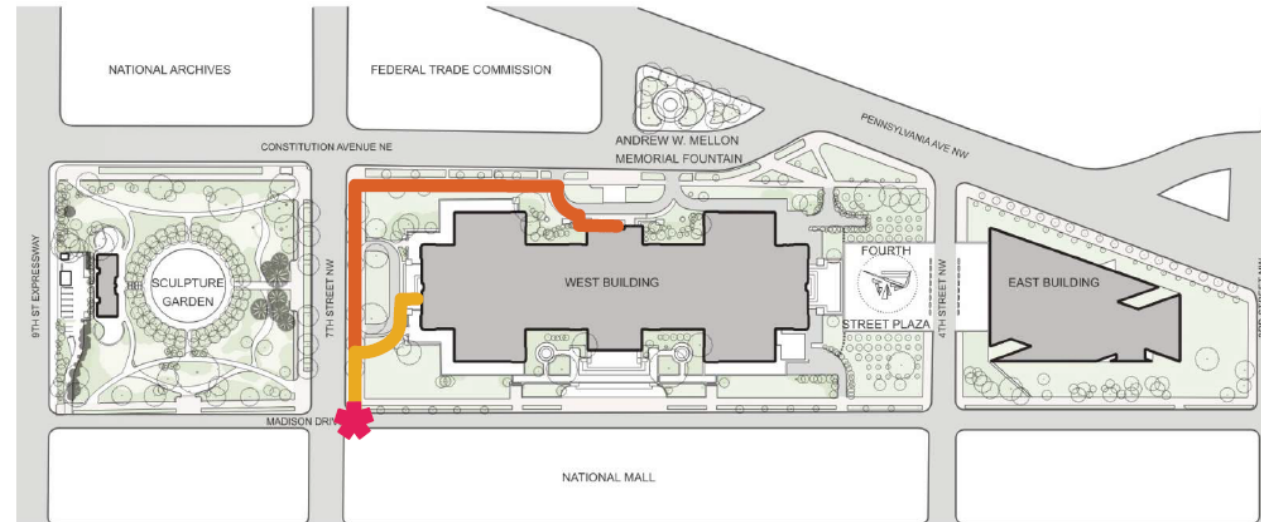 NATIONAL ARCHIVES
FEDERAL TRADE COMMISSION
PENNSYLVANIA AVE NW
CONSTITUTION AVENUE NE
ANDREW W. MELLON
MEMORIAL FOUNTAIN
9TH ST EXPRESSWAY
SCULPTURE
GARDEN
7TH STREET NW
WEST BUILDING
FOURTH
STREET PLAZA
4TH STREET NW
EAST BUILDING
MADISON DRIV
NATIONAL MALL